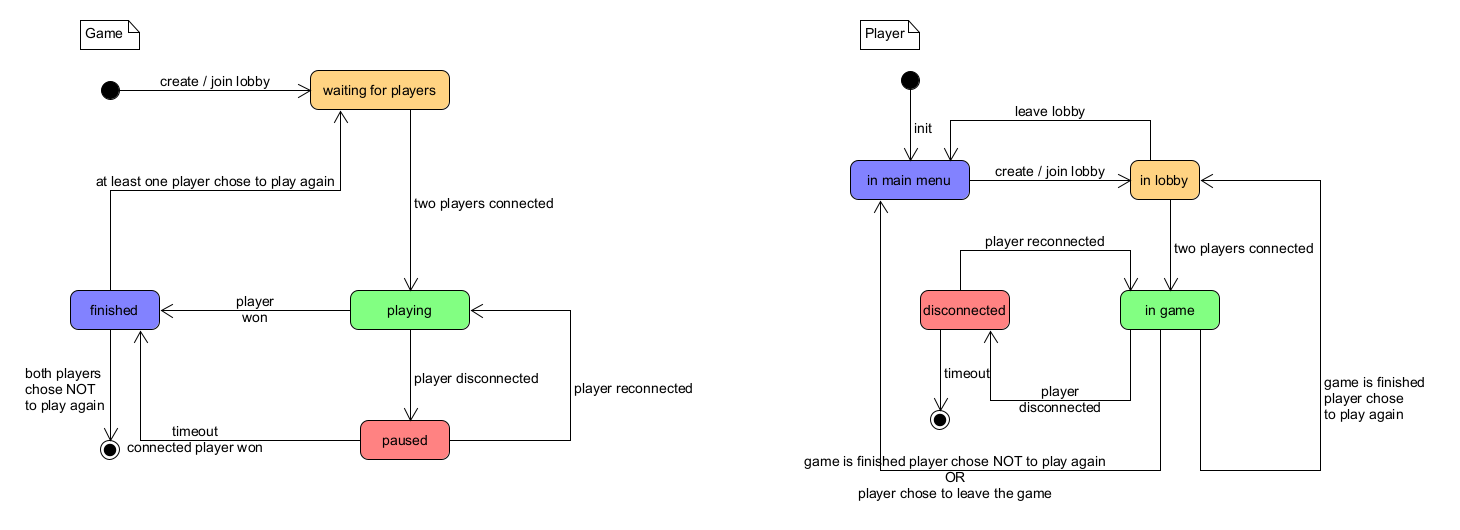 Game
create / join lobby
waiting for players
at least one player chose to play again
two players connected
finished
player
won
playing
both players
chose NOT
to play again
player disconnected
player reconnected
timeout
connected player won
paused
Player
init
leave lobby
in main menu
create / join lobby
in lobby
player reconnected
two players connected
disconnected
in game
timeout
player
disconnected
game is finished
player chose
to play again
game is finished player chose NOT to play again
OR
player chose to leave the game